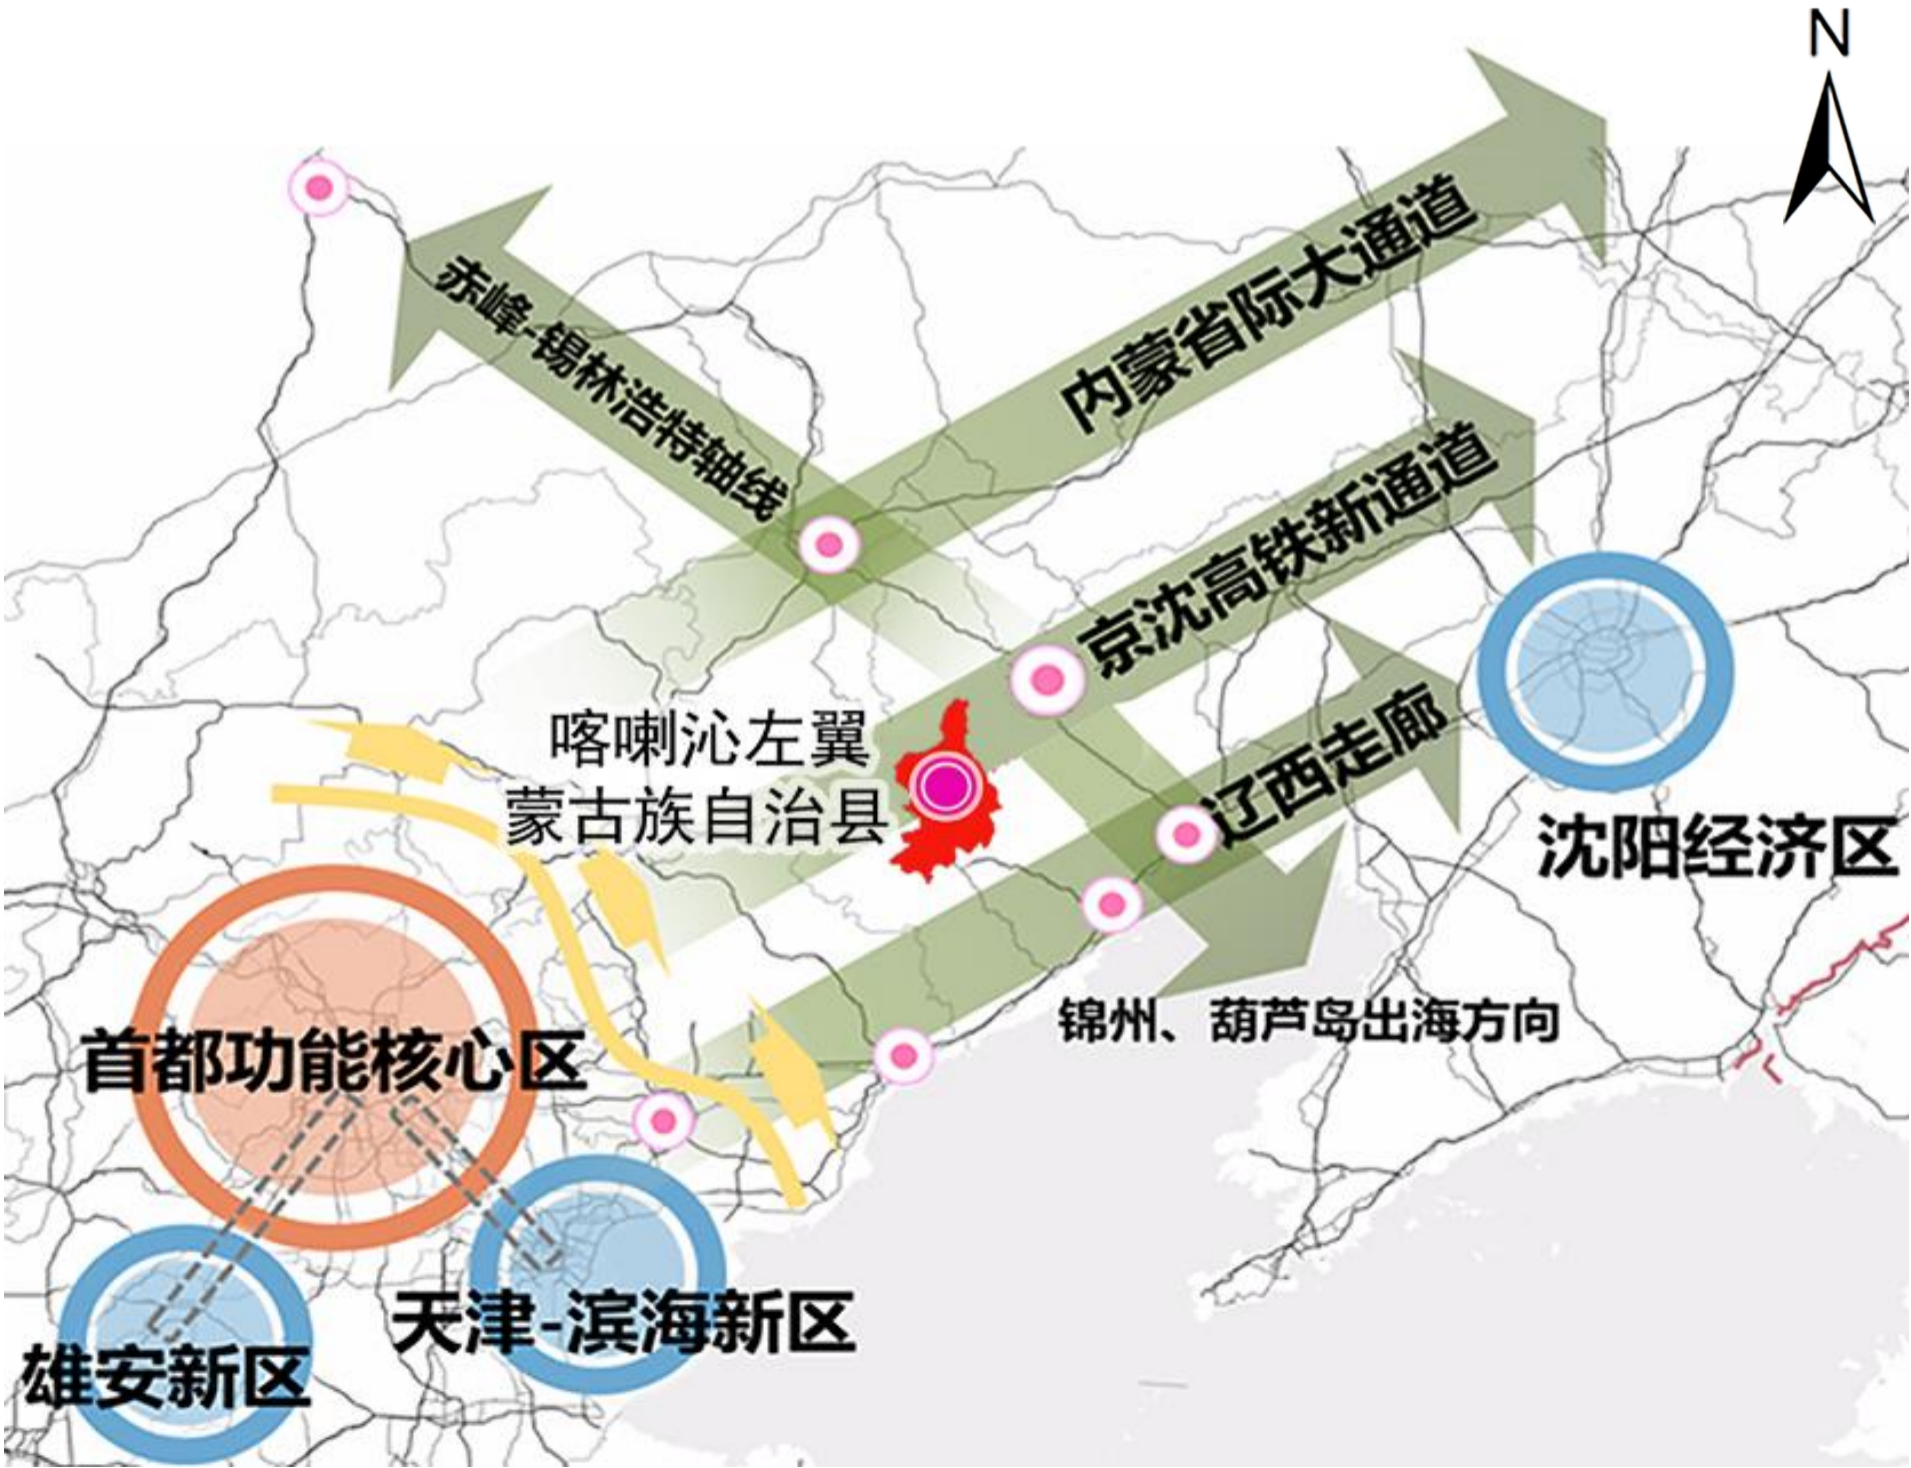 N
内蒙省际大通道
赤峰-锡林浩特轴线
京沈高铁新通道
喀喇沁左翼
蒙古族自治县
辽西走廊
沈阳经济区
锦州、葫芦岛出海方向
首都功能核心区
天津-滨海新区
雄安新区